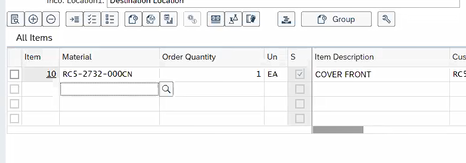 Inco. Location1: Destination Location
Group
All Items
Item Material Order Quantity Un S Item Description Cus
10 RC5-2732-000CN 1 EA COVER FRONT RC5